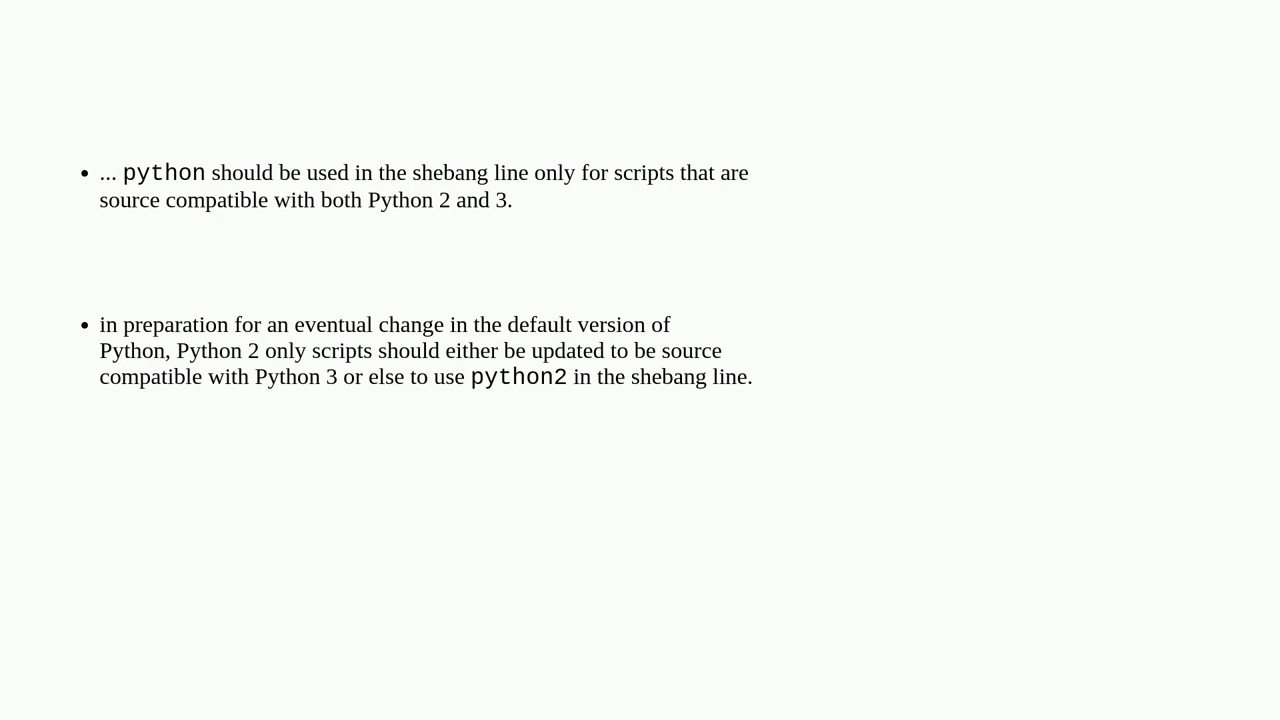 • ... python should be used in the shebang line only for scripts that are
source compatible with both Python 2 and 3.
• in preparation for an eventual change in the default version of
Python, Python 2 only scripts should either be updated to be source
compatible with Python 3 or else to use python2 in the shebang line.